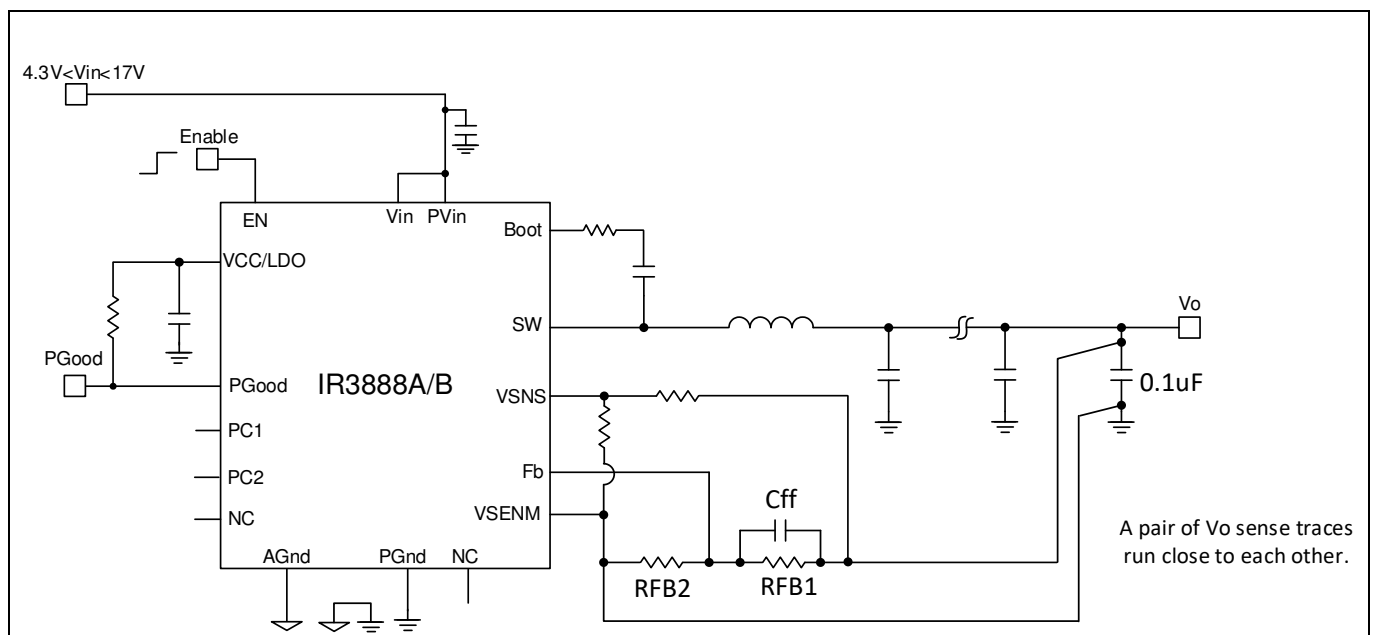 4.3V<Vin<17V
Enable
EN
Vin PVin
Boot
VCC/LDO
SW
Vo
PGood
PGood
IR3888A/B
VSNS
0.1uF
PC1
PC2
Fb
Cff
NC
VSENM
A pair of Vo sense traces
run close to each other.
AGnd
PGnd
NC
RFB2
RFB1